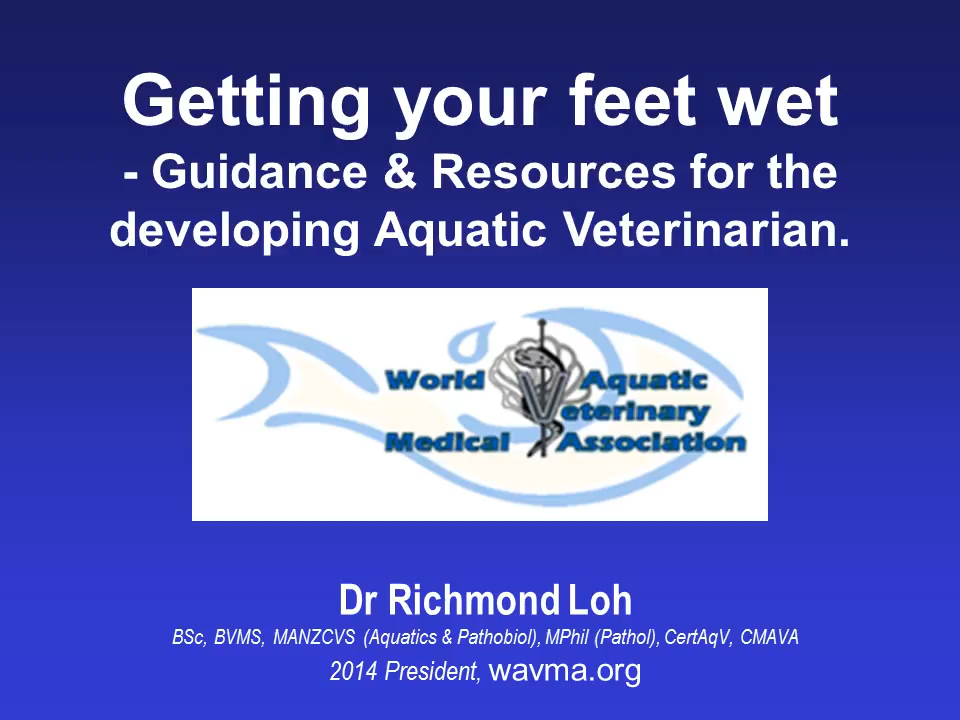 Getting your feet wet
- Guidance & Resources for the
developing Aquatic Veterinarian.
World Aquatic
Veterinary
Medical Association
Dr Richmond Loh
BSc, BVMS, MANZCVS (Aquatics & Pathobiol), MPhil (Pathol), CertAqV, CMAVA
2014 President, wavma.org